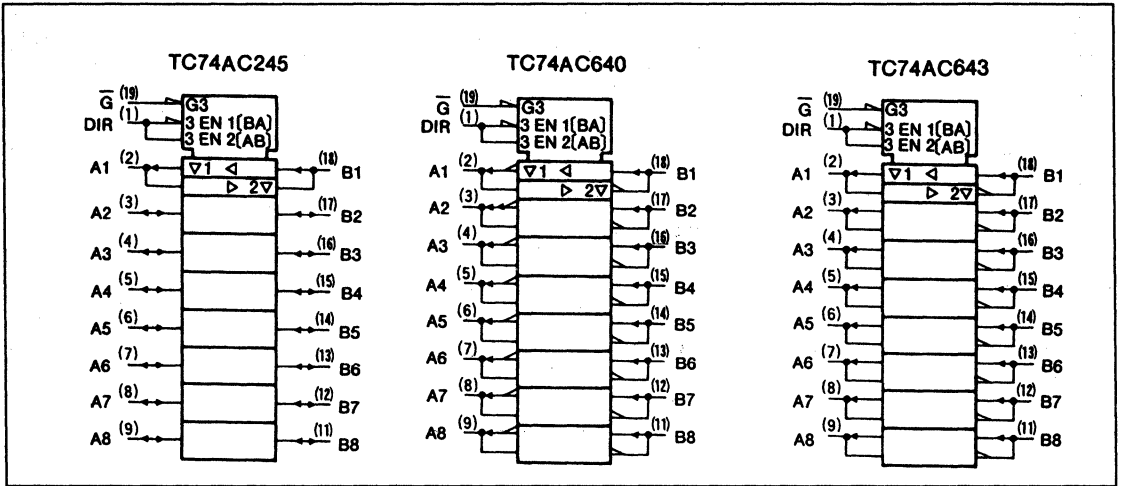 TC74AC245
G̅ (19) G3
DIR (1) 3 EN 1[BA]
3 EN 2[AB]
A1 (2) ▽1 ◁ (18) B1
▷ 2▽
A2 (3) (17) B2
A3 (4) (16) B3
A4 (5) (15) B4
A5 (6) (14) B5
A6 (7) (13) B6
A7 (8) (12) B7
A8 (9) (11) B8
TC74AC640
G̅ (19) G3
DIR (1) 3 EN 1[BA]
3 EN 2[AB]
A1 (2) ▽1 ◁ (18) B1
▷ 2▽
A2 (3) (17) B2
A3 (4) (16) B3
A4 (5) (15) B4
A5 (6) (14) B5
A6 (7) (13) B6
A7 (8) (12) B7
A8 (9) (11) B8
TC74AC643
G̅ (19) G3
DIR (1) 3 EN 1[BA]
3 EN 2[AB]
A1 (2) ▽1 ◁ (18) B1
▷ 2▽
A2 (3) (17) B2
A3 (4) (16) B3
A4 (5) (15) B4
A5 (6) (14) B5
A6 (7) (13) B6
A7 (8) (12) B7
A8 (9) (11) B8